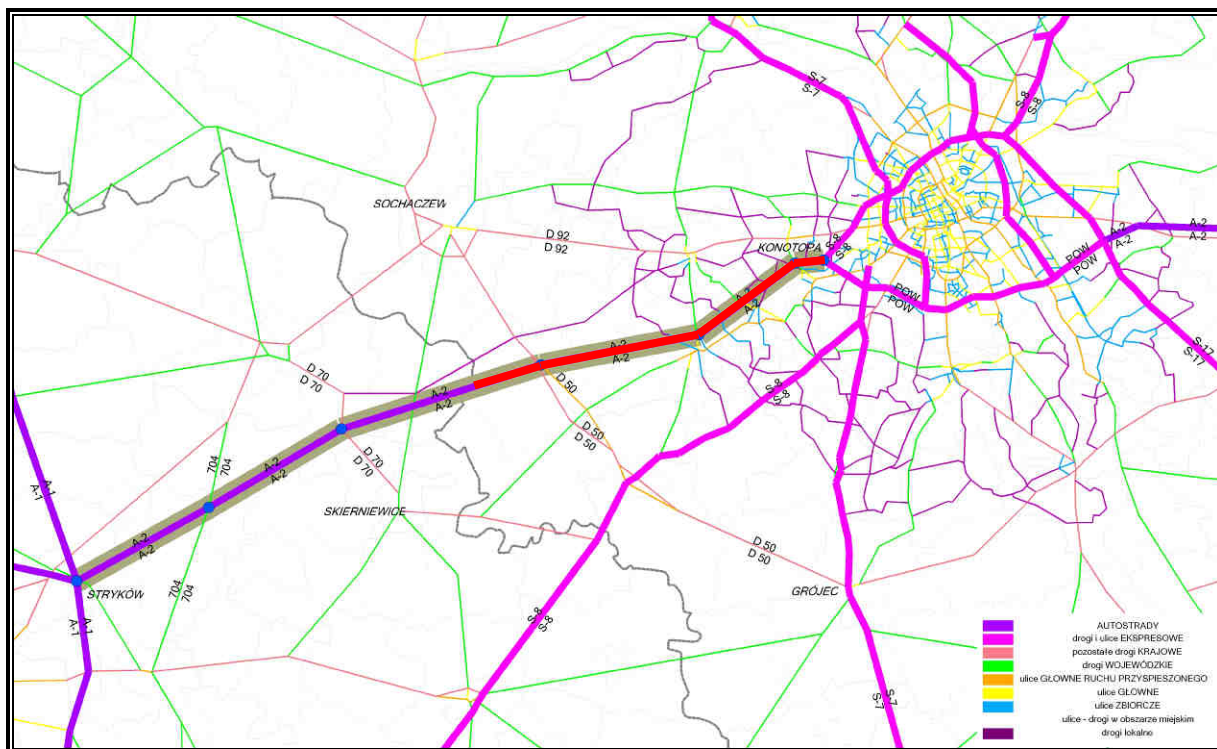 S-7
S-7
S-8
S-8
SOCHACZEW
D 92
D 92
KONOTOPA
S-8
S-8
A-2
A-2
POW
POW
A-2
A-2
POW
POW
A-2
A-2
S-17
S-17
A-2
A-2
D 70
D 70
D 50
A-2
A-2
S-8
S-8
D 50
D 50
704
704
A-2
A-2
D 70
D 70
A-1
A-1
SKIERNIEWICE
A-2
A-2
D 50
D 50
STRYKÓW
704
704
GRÓJEC
A-1
A-1
S-8
S-8
S-7
S-7
AUTOSTRADY
drogi i ulice EKSPRESOWE
pozostałe drogi KRAJOWE
drogi WOJEWÓDZKIE
ulice GŁOWNE RUCHU PRZYSPIESZONEGO
ulice GŁOWNE
ulice ZBIORCZE
ulice - drogi w obszarze miejskim
drogi lokalne